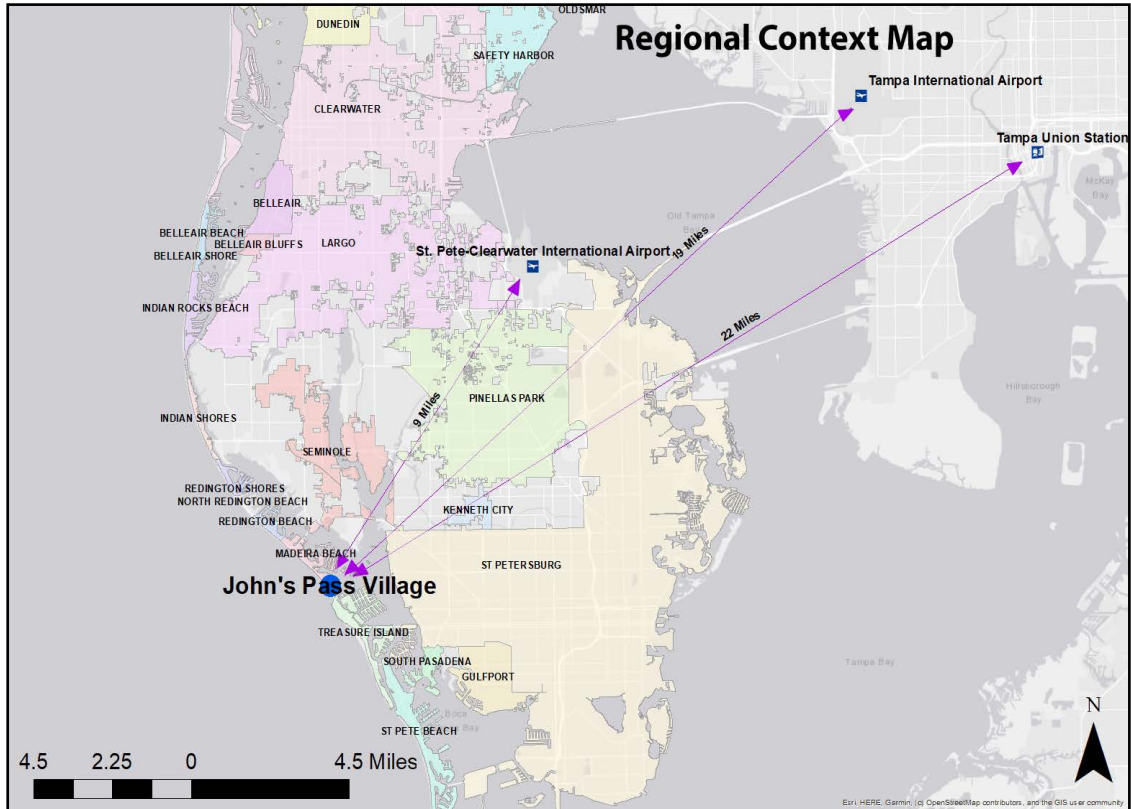 Regional Context Map
OLDSMAR
DUNEDIN
SAFETY HARBOR
Tampa International Airport
CLEARWATER
Tampa Union Station
McKay
Bay
BELLEAIR
Old Tampa
BELLEAIR BEACH
BELLEAIR BLUFFS
LARGO
BELLEAIR SHORE
St. Pete-Clearwater International Airport
19 Miles
INDIAN ROCKS BEACH
22 Miles
Hillsborough
Bay
PINELLAS PARK
9 Miles
INDIAN SHORES
SEMINOLE
REDINGTON SHORES
NORTH REDINGTON BEACH
KENNETH CITY
REDINGTON BEACH
MADEIRA BEACH
ST PETERSBURG
John's Pass Village
TREASURE ISLAND
SOUTH PASADENA
Tampa Bay
GULFPORT
Boca
Bay
ST PETE BEACH
N
4.5 2.25 0 4.5 Miles
Esri, HERE, Garmin, (c) OpenStreetMap contributors, and the GIS user community